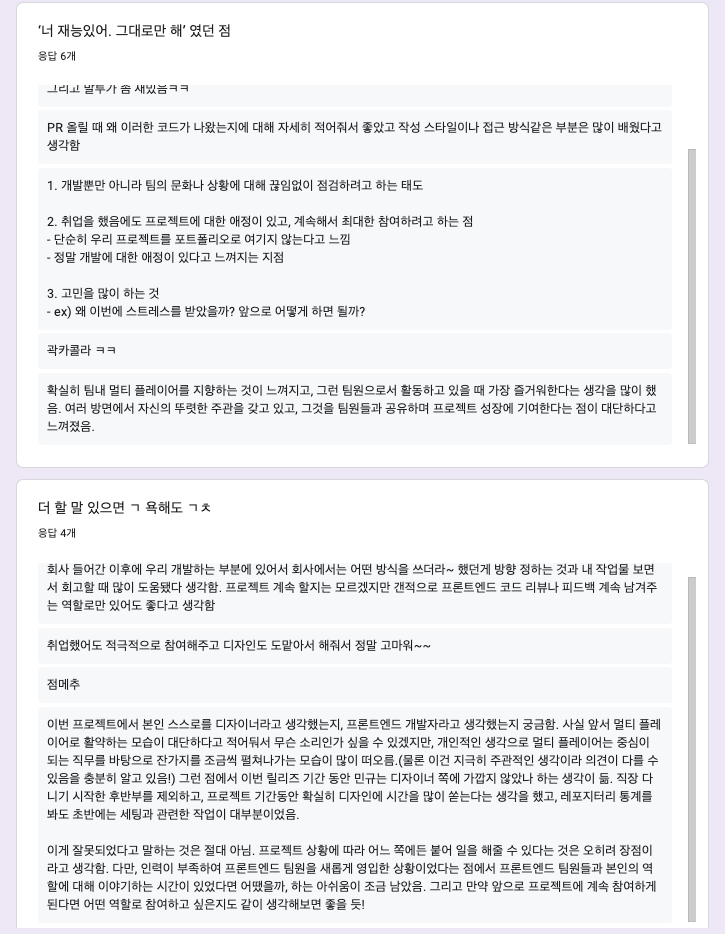 ‘너 재능있어. 그대로만 해’ 였던 점
응답 6개
그리고 말투가 좀 재밌음ㅋㅋ
PR 올릴 때 왜 이러한 코드가 나왔는지에 대해 자세히 적어줘서 좋았고 작성 스타일이나 접근 방식같은 부분은 많이 배웠다고
생각함
1. 개발뿐만 아니라 팀의 문화나 상황에 대해 끊임없이 점검하려고 하는 태도
2. 취업을 했음에도 프로젝트에 대한 애정이 있고, 계속해서 최대한 참여하려고 하는 점
- 단순히 우리 프로젝트를 포트폴리오로 여기지 않는다고 느낌
- 정말 개발에 대한 애정이 있다고 느껴지는 지점
3. 고민을 많이 하는 것
- ex) 왜 이번에 스트레스를 받았을까? 앞으로 어떻게 하면 될까?
곽카콜라 ㅋㅋ
확실히 팀내 멀티 플레이어를 지향하는 것이 느껴지고, 그런 팀원으로서 활동하고 있을 때 가장 즐거워한다는 생각을 많이 했
음. 여러 방면에서 자신의 뚜렷한 주관을 갖고 있고, 그것을 팀원들과 공유하며 프로젝트 성장에 기여한다는 점이 대단하다고
느껴졌음.
더 할 말 있으면 ㄱ 욕해도 ㄱㅊ
응답 4개
회사 들어간 이후에 우리 개발하는 부분에 있어서 회사에서는 어떤 방식을 쓰더라~ 했던게 방향 정하는 것과 내 작업물 보면
서 회고할 때 많이 도움됐다 생각함. 프로젝트 계속 할지는 모르겠지만 갠적으로 프론트엔드 코드 리뷰나 피드백 계속 남겨주
는 역할로만 있어도 좋다고 생각함
취업했어도 적극적으로 참여해주고 디자인도 도맡아서 해줘서 정말 고마워~~
점메추
이번 프로젝트에서 본인 스스로를 디자이너라고 생각했는지, 프론트엔드 개발자라고 생각했는지 궁금함. 사실 앞서 멀티 플레
이어로 활약하는 모습이 대단하다고 적어둬서 무슨 소리인가 싶을 수 있겠지만, 개인적인 생각으로 멀티 플레이어는 중심이
되는 직무를 바탕으로 잔가지를 조금씩 펼쳐나가는 모습이 많이 떠오름.(물론 이건 지극히 주관적인 생각이라 의견이 다를 수
있음을 충분히 알고 있음!) 그런 점에서 이번 릴리즈 기간 동안 민규는 디자이너 쪽에 가깝지 않았나 하는 생각이 듦. 직장 다
니기 시작한 후반부를 제외하고, 프로젝트 기간동안 확실히 디자인에 시간을 많이 쏟는다는 생각을 했고, 레포지터리 통계를
봐도 초반에는 세팅과 관련한 작업이 대부분이었음.
이게 잘못되었다고 말하는 것은 절대 아님. 프로젝트 상황에 따라 어느 쪽에든 붙어 일을 해줄 수 있다는 것은 오히려 장점이
라고 생각함. 다만, 인력이 부족하여 프론트엔드 팀원을 새롭게 영입한 상황이었다는 점에서 프론트엔드 팀원들과 본인의 역
할에 대해 이야기하는 시간이 있었다면 어땠을까, 하는 아쉬움이 조금 남았음. 그리고 만약 앞으로 프로젝트에 계속 참여하게
된다면 어떤 역할로 참여하고 싶은지도 같이 생각해보면 좋을 듯!